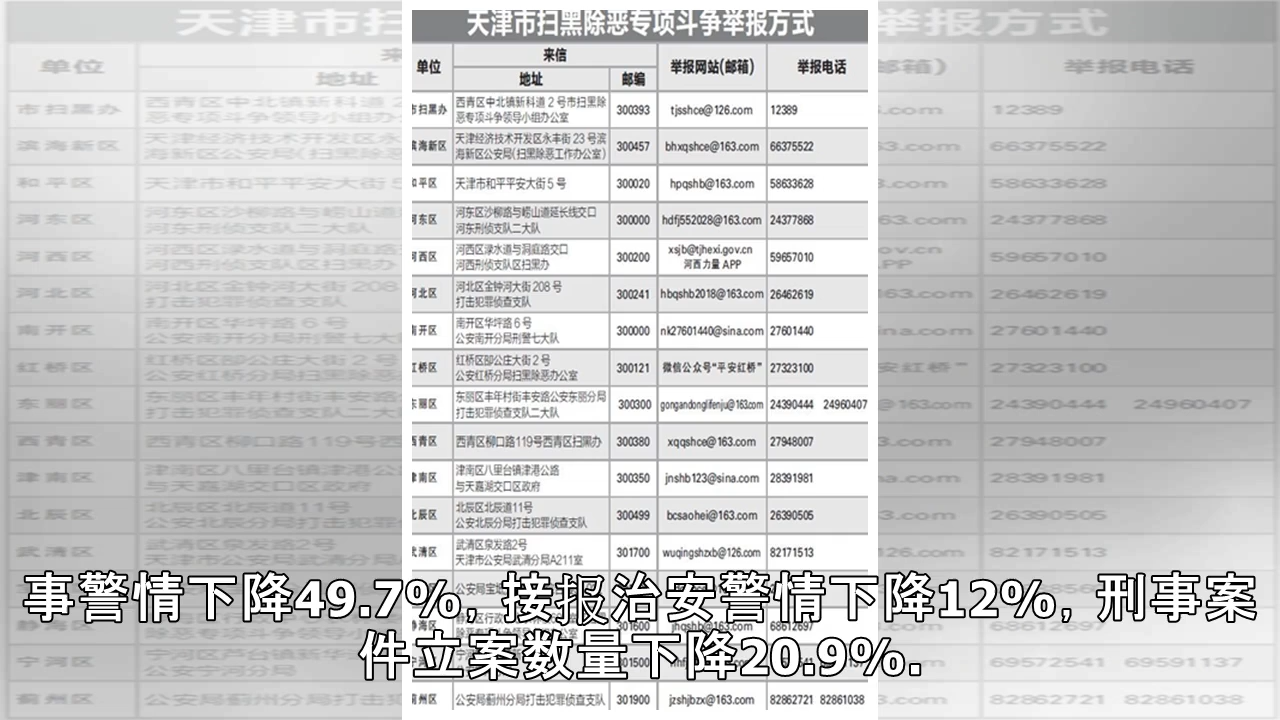 天津市扫黑除恶专项斗争举报方式
单位 来信 举报网站(邮箱) 举报电话
地址 邮编
市扫黑办 西青区中北镇新科道 2 号市扫黑除 300393 tjsshce@126.com 12389
恶专项斗争领导小组办公室
滨海新区 天津经济技术开发区永丰街 23 号滨 300457 bhxqshce@163.com 66375522
海新区公安局(扫黑除恶工作办公室)
和平区 天津市和平平安大街 5 号 300020 hpqshb@163.com 58633628
河东区 河东区沙柳路与崂山道延长线交口 300000 hdfj552028@163.com 24377868
河东刑侦支队二大队
河西区 河西区渌水道与洞庭路交口 300200 xsjb@tjhexi.gov.cn 59657010
河西刑侦支队区扫黑办 河西力量 APP
河北区 河北区金钟河大街 208 号 300241 hbqshb2018@163.com 26462619
打击犯罪侦查支队
南开区 南开区华坪路 6 号 300000 nk27601440@sina.com 27601440
公安南开分局刑警七大队
红桥区 红桥区邵公庄大街 2 号 300121 微信公众号“平安红桥” 27323100
公安红桥分局扫黑除恶办公室
东丽区 东丽区丰年村街丰安路公安东丽分局 300300 gongandonglifenju@163.com 24390444 24960407
打击犯罪侦查支队二大队
西青区 西青区柳口路119号西青区扫黑办 300380 xqqshce@163.com 27948007
津南区 津南区八里台镇津港公路 300350 jnshb123@sina.com 28391981
与天嘉湖交口区政府
北辰区 北辰区北辰道11号 300499 bcsaohei@163.com 26390505
公安北辰分局打击犯罪侦查支队
武清区 武清区泉发路2号 301700 wuqingshzxb@126.com 82171513
天津市公安局武清分局A211室
静海区 301600 jhqshb@163.com 68612697
宁河区 301500 69572541 69591137
蓟州区 公安局蓟州分局打击犯罪侦查支队 301900 jzshjbzx@163.com 82862721 82861038
事警情下降49.7%, 接报治安警情下降12%, 刑事案
件立案数量下降20.9%.